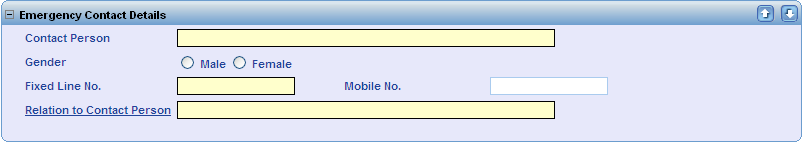 Emergency Contact Details
Contact Person
Gender Male Female
Fixed Line No. Mobile No.
Relation to Contact Person